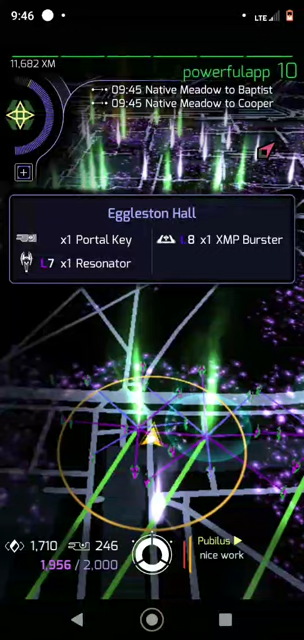 9:46
LTE
11,682 XM
powerfulapp 10
09:45 Native Meadow to Baptist
09:45 Native Meadow to Cooper
Eggleston Hall
x1 Portal Key
L8 x1 XMP Burster
L7 x1 Resonator
1,710
246
1,956 / 2,000
Pubilus
nice work